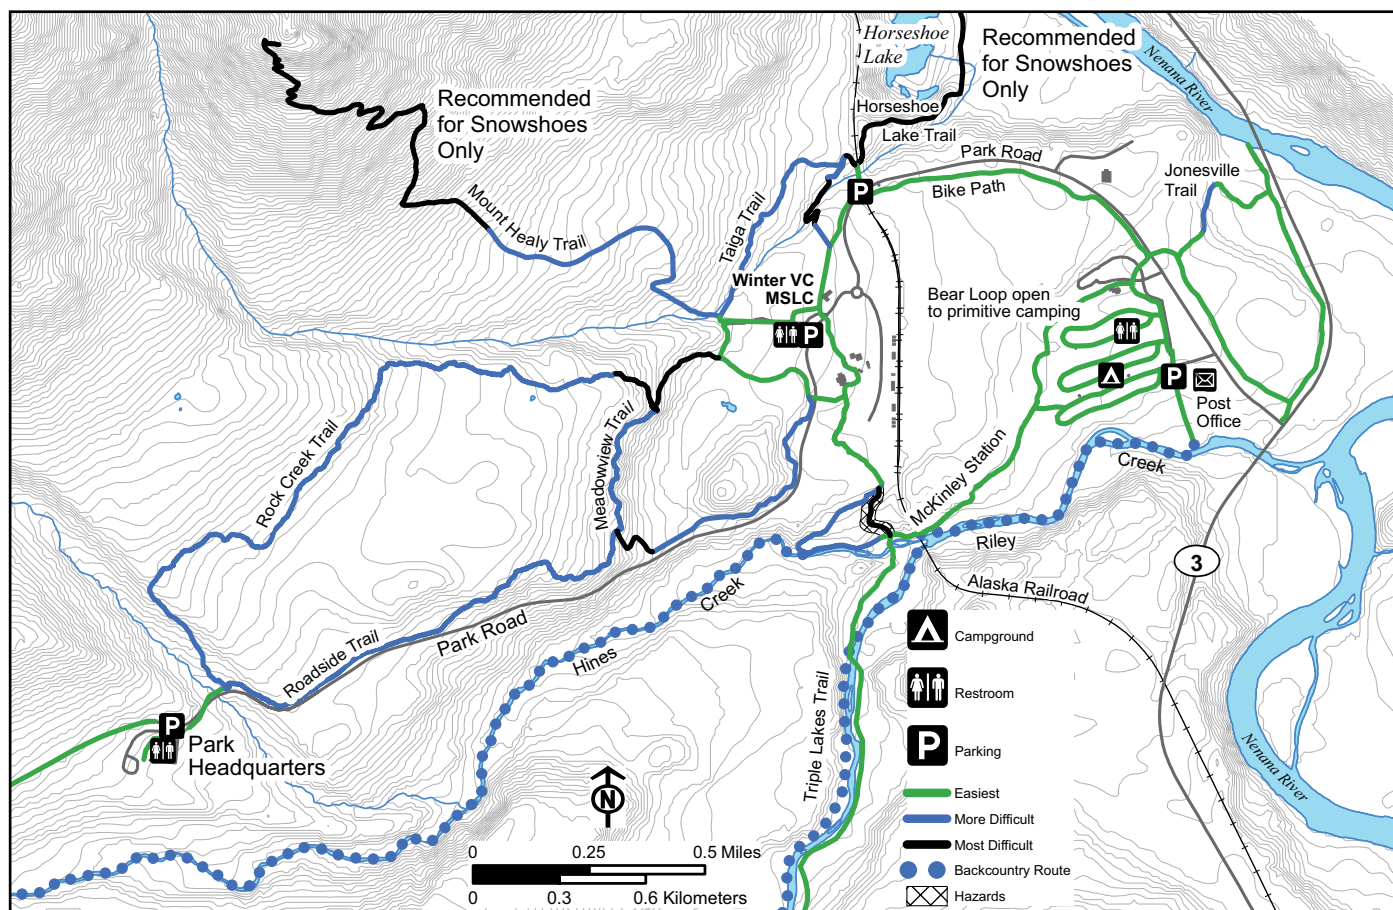 Horseshoe
Lake
Recommended
for Snowshoes
Only
Nenana River
Recommended
for Snowshoes
Only
Horseshoe
Lake Trail
Park Road
Bike Path
Jonesville
Trail
Mount Healy Trail
Taiga Trail
Winter VC
MSLC
P
P
Bear Loop open
to primitive camping
P
Post
Office
Rock Creek Trail
Meadowview Trail
McKinley Station
Creek
Riley
3
Alaska Railroad
Creek
Hines
Park Road
Roadside Trail
Triple Lakes Trail
P
Park
Headquarters
Nenana River
Campground
Restroom
P
Parking
Easiest
More Difficult
Most Difficult
Backcountry Route
Hazards
N
0 0.25 0.5 Miles
0 0.3 0.6 Kilometers